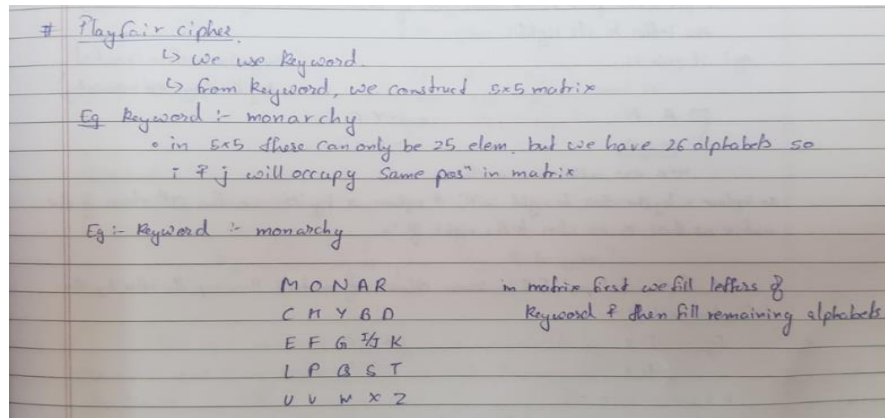 # Playfair cipher
↳ we use keyword.
↳ from keyword, we construct 5×5 matrix
Eg keyword :- monarchy
• in 5×5 there can only be 25 elem. but we have 26 alphabets so
i & j will occupy same posⁿ in matrix
Eg :- keyword :- monarchy
M O N A R in matrix first we fill letters of
C H Y B D keyword & then fill remaining alphabets
E F G I/J K
L P Q S T
U V W X Z